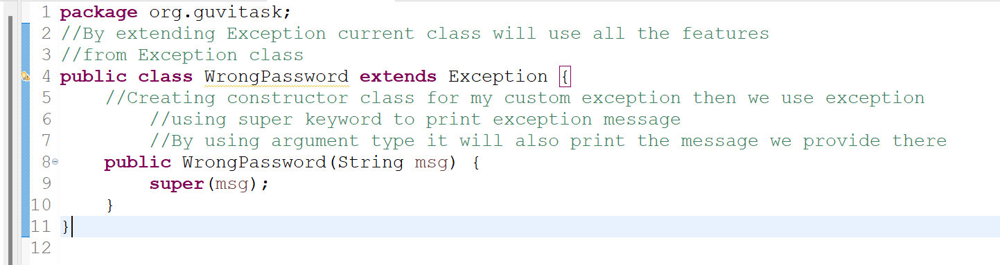 1 package org.guvitask;
2 //By extending Exception current class will use all the features
3 //from Exception class
4 public class WrongPassword extends Exception {
5     //Creating constructor class for my custom exception then we use exception
6         //using super keyword to print exception message
7         //By using argument type it will also print the message we provide there
8     public WrongPassword(String msg) {
9         super(msg);
10     }
11 }
12